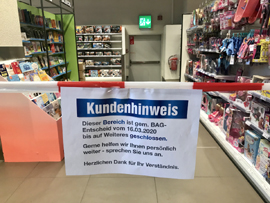 Kundenhinweis
Dieser Bereich ist gem. BAG-
Entscheid vom 16.03.2020
bis auf Weiteres geschlossen.
Gerne helfen wir Ihnen persönlich
weiter - sprechen Sie uns an.
Herzlichen Dank für Ihr Verständnis.